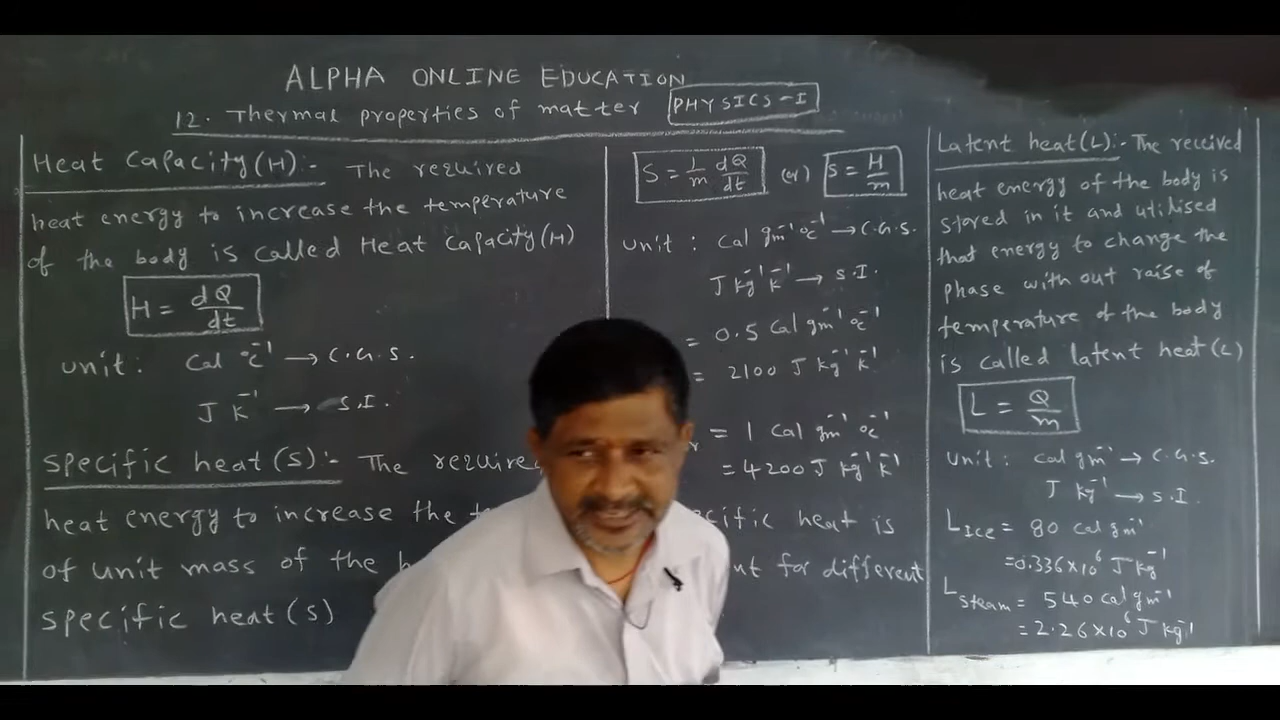 ALPHA ONLINE EDUCATION
12. Thermal properties of matter PHYSICS-I
Heat Capacity(H):- The required
heat energy to increase the temperature
of the body is called Heat Capacity(H)
H = dQ/dt
unit: Cal °c⁻¹ → C.G.S.
J K⁻¹ → S.I.
Specific heat(s):- The require
heat energy to increase the
of unit mass of the
specific heat(s)
S = 1/m dQ/dt (or) S = H/m
unit: Cal gm⁻¹ °c⁻¹ → C.G.S.
J kg⁻¹ K⁻¹ → S.I.
= 0.5 Cal gm⁻¹ °c⁻¹
= 2100 J kg⁻¹ K⁻¹
= 1 Cal gm⁻¹ °c⁻¹
= 4200 J kg⁻¹ K⁻¹
heat is
for different
Latent heat(L):- The received
heat energy of the body is
stored in it and utilised
that energy to change the
phase with out raise of
temperature of the body
is called latent heat(L)
L = Q/m
unit: cal gm⁻¹ → C.G.S.
J kg⁻¹ → S.I.
L Ice = 80 cal gm⁻¹
=0.336×10⁶ J kg⁻¹
L steam = 540 cal gm⁻¹
= 2.26×10⁶ J kg⁻¹